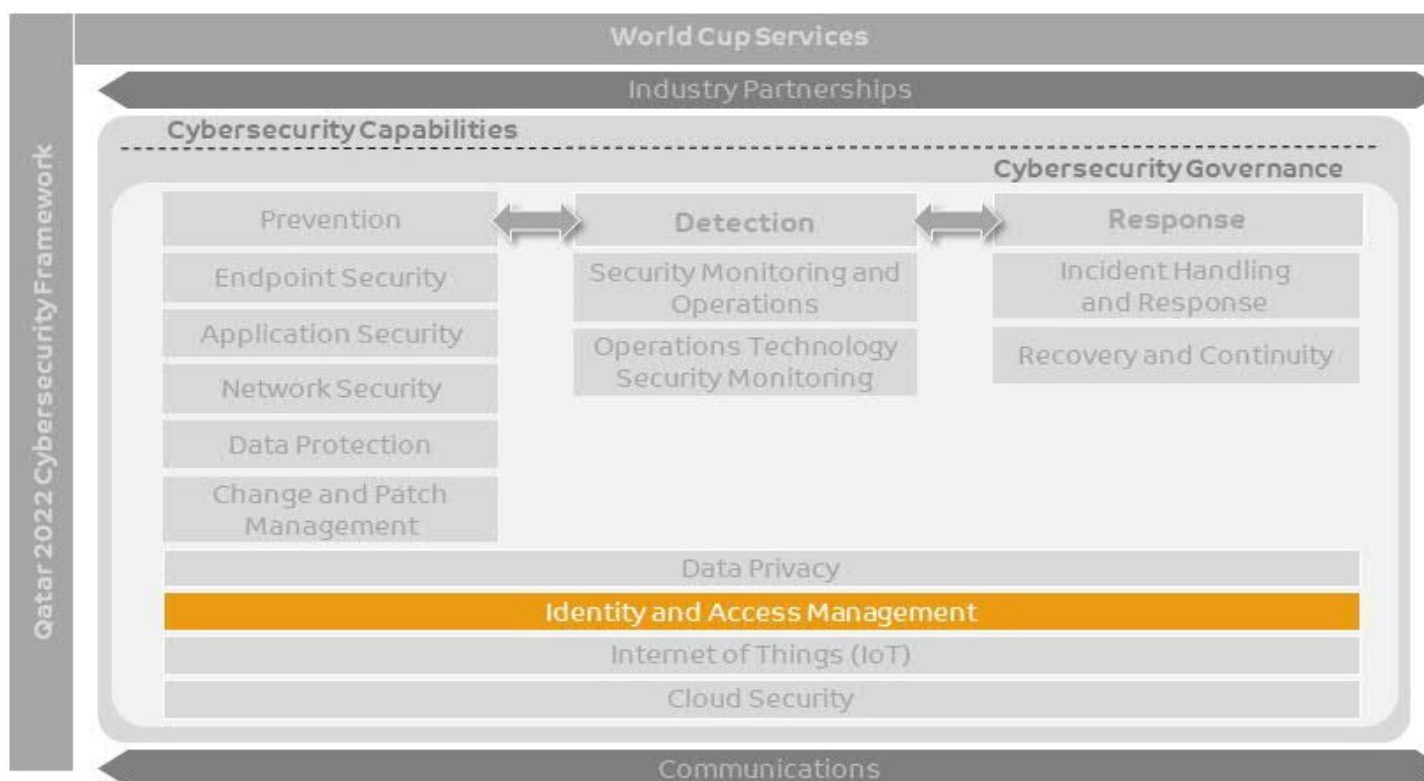 World Cup Services
Industry Partnerships
Qatar 2022 Cybersecurity Framework
Cybersecurity Capabilities
Cybersecurity Governance
Prevention
Detection
Response
Endpoint Security
Security Monitoring and
Operations
Incident Handling
and Response
Application Security
Operations Technology
Security Monitoring
Recovery and Continuity
Network Security
Data Protection
Change and Patch
Management
Data Privacy
Identity and Access Management
Internet of Things (IoT)
Cloud Security
Communications